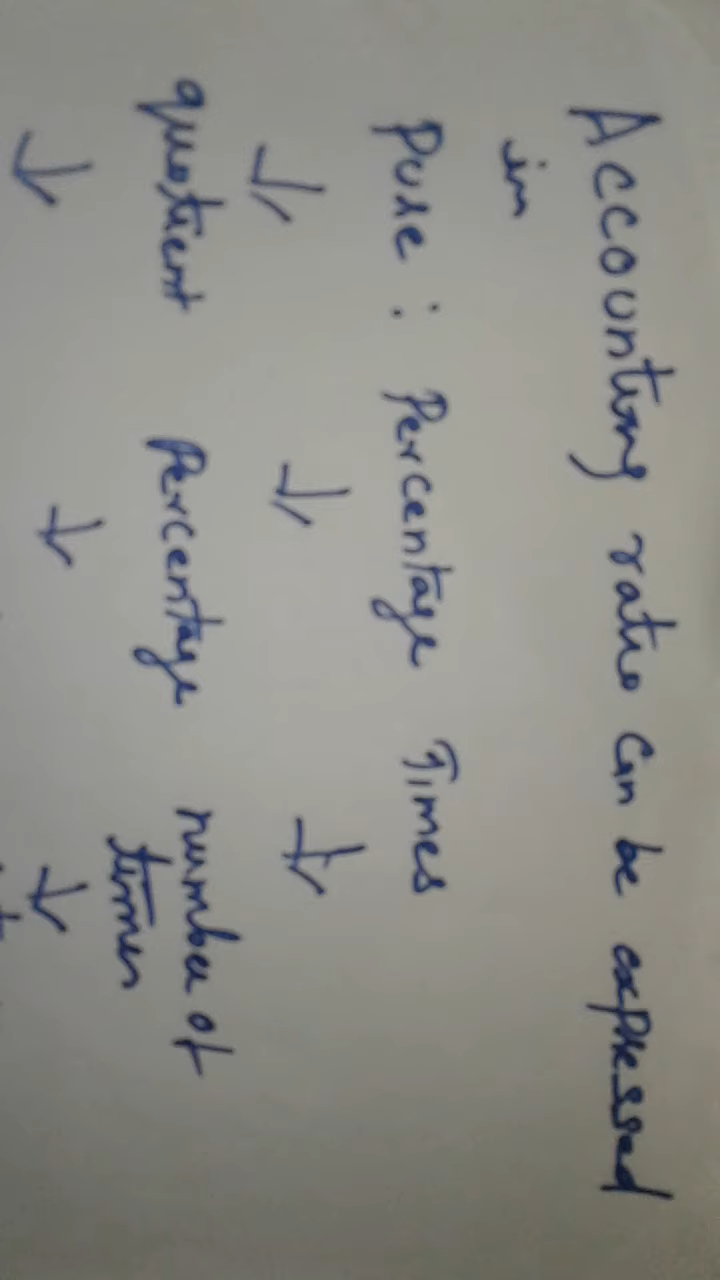 Accounting ratio can be expressed
in
Pure : Percentage Times
↓ ↓ ↓
quotient Percentage number of
times
↓ ↓ ↓